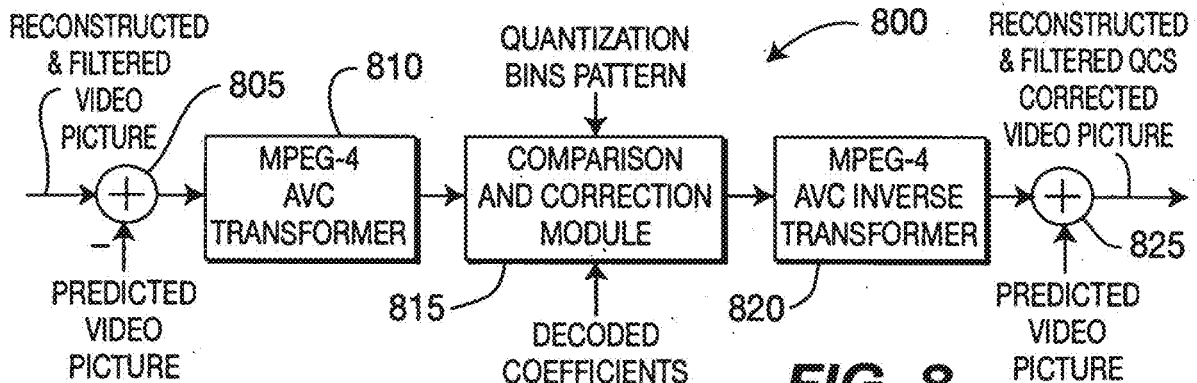 RECONSTRUCTED
& FILTERED
VIDEO
PICTURE
805
810
QUANTIZATION
BINS PATTERN
800
RECONSTRUCTED
& FILTERED QCS
CORRECTED
VIDEO PICTURE
+
MPEG-4
AVC
TRANSFORMER
COMPARISON
AND CORRECTION
MODULE
MPEG-4
AVC INVERSE
TRANSFORMER
+
825
–
PREDICTED
VIDEO
PICTURE
815
DECODED
COEFFICIENTS
820
PREDICTED
VIDEO
PICTURE
FIG. 8